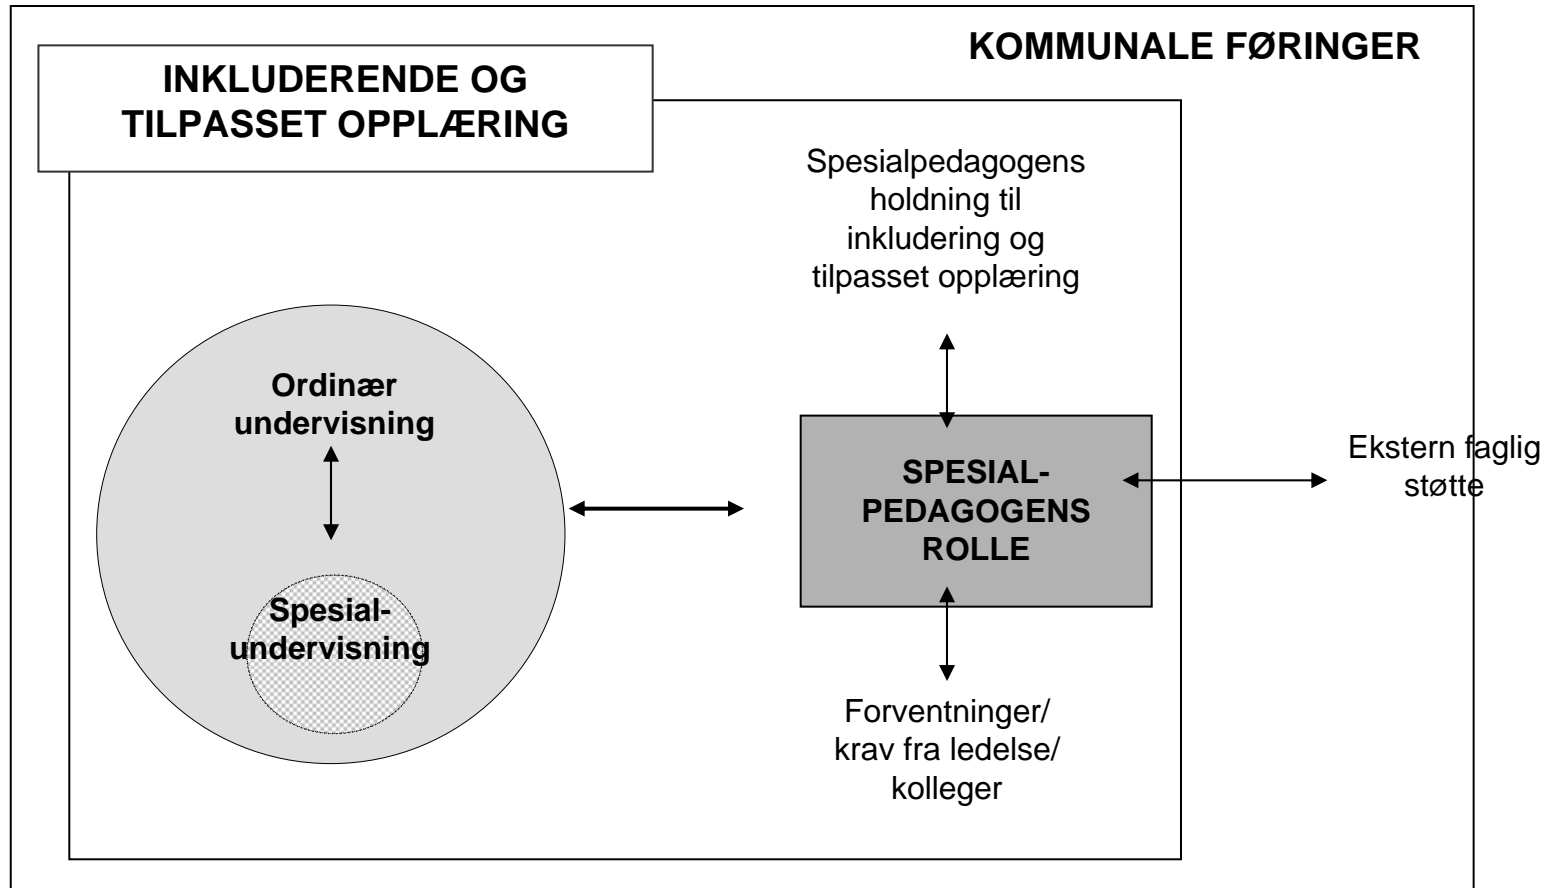 KOMMUNALE FØRINGER
INKLUDERENDE OG
TILPASSET OPPLÆRING
Spesialpedagogens
holdning til
inkludering og
tilpasset opplæring
Ordinær
undervisning
Spesial-
undervisning
SPESIAL-
PEDAGOGENS
ROLLE
Ekstern faglig
støtte
Forventninger/
krav fra ledelse/
kolleger